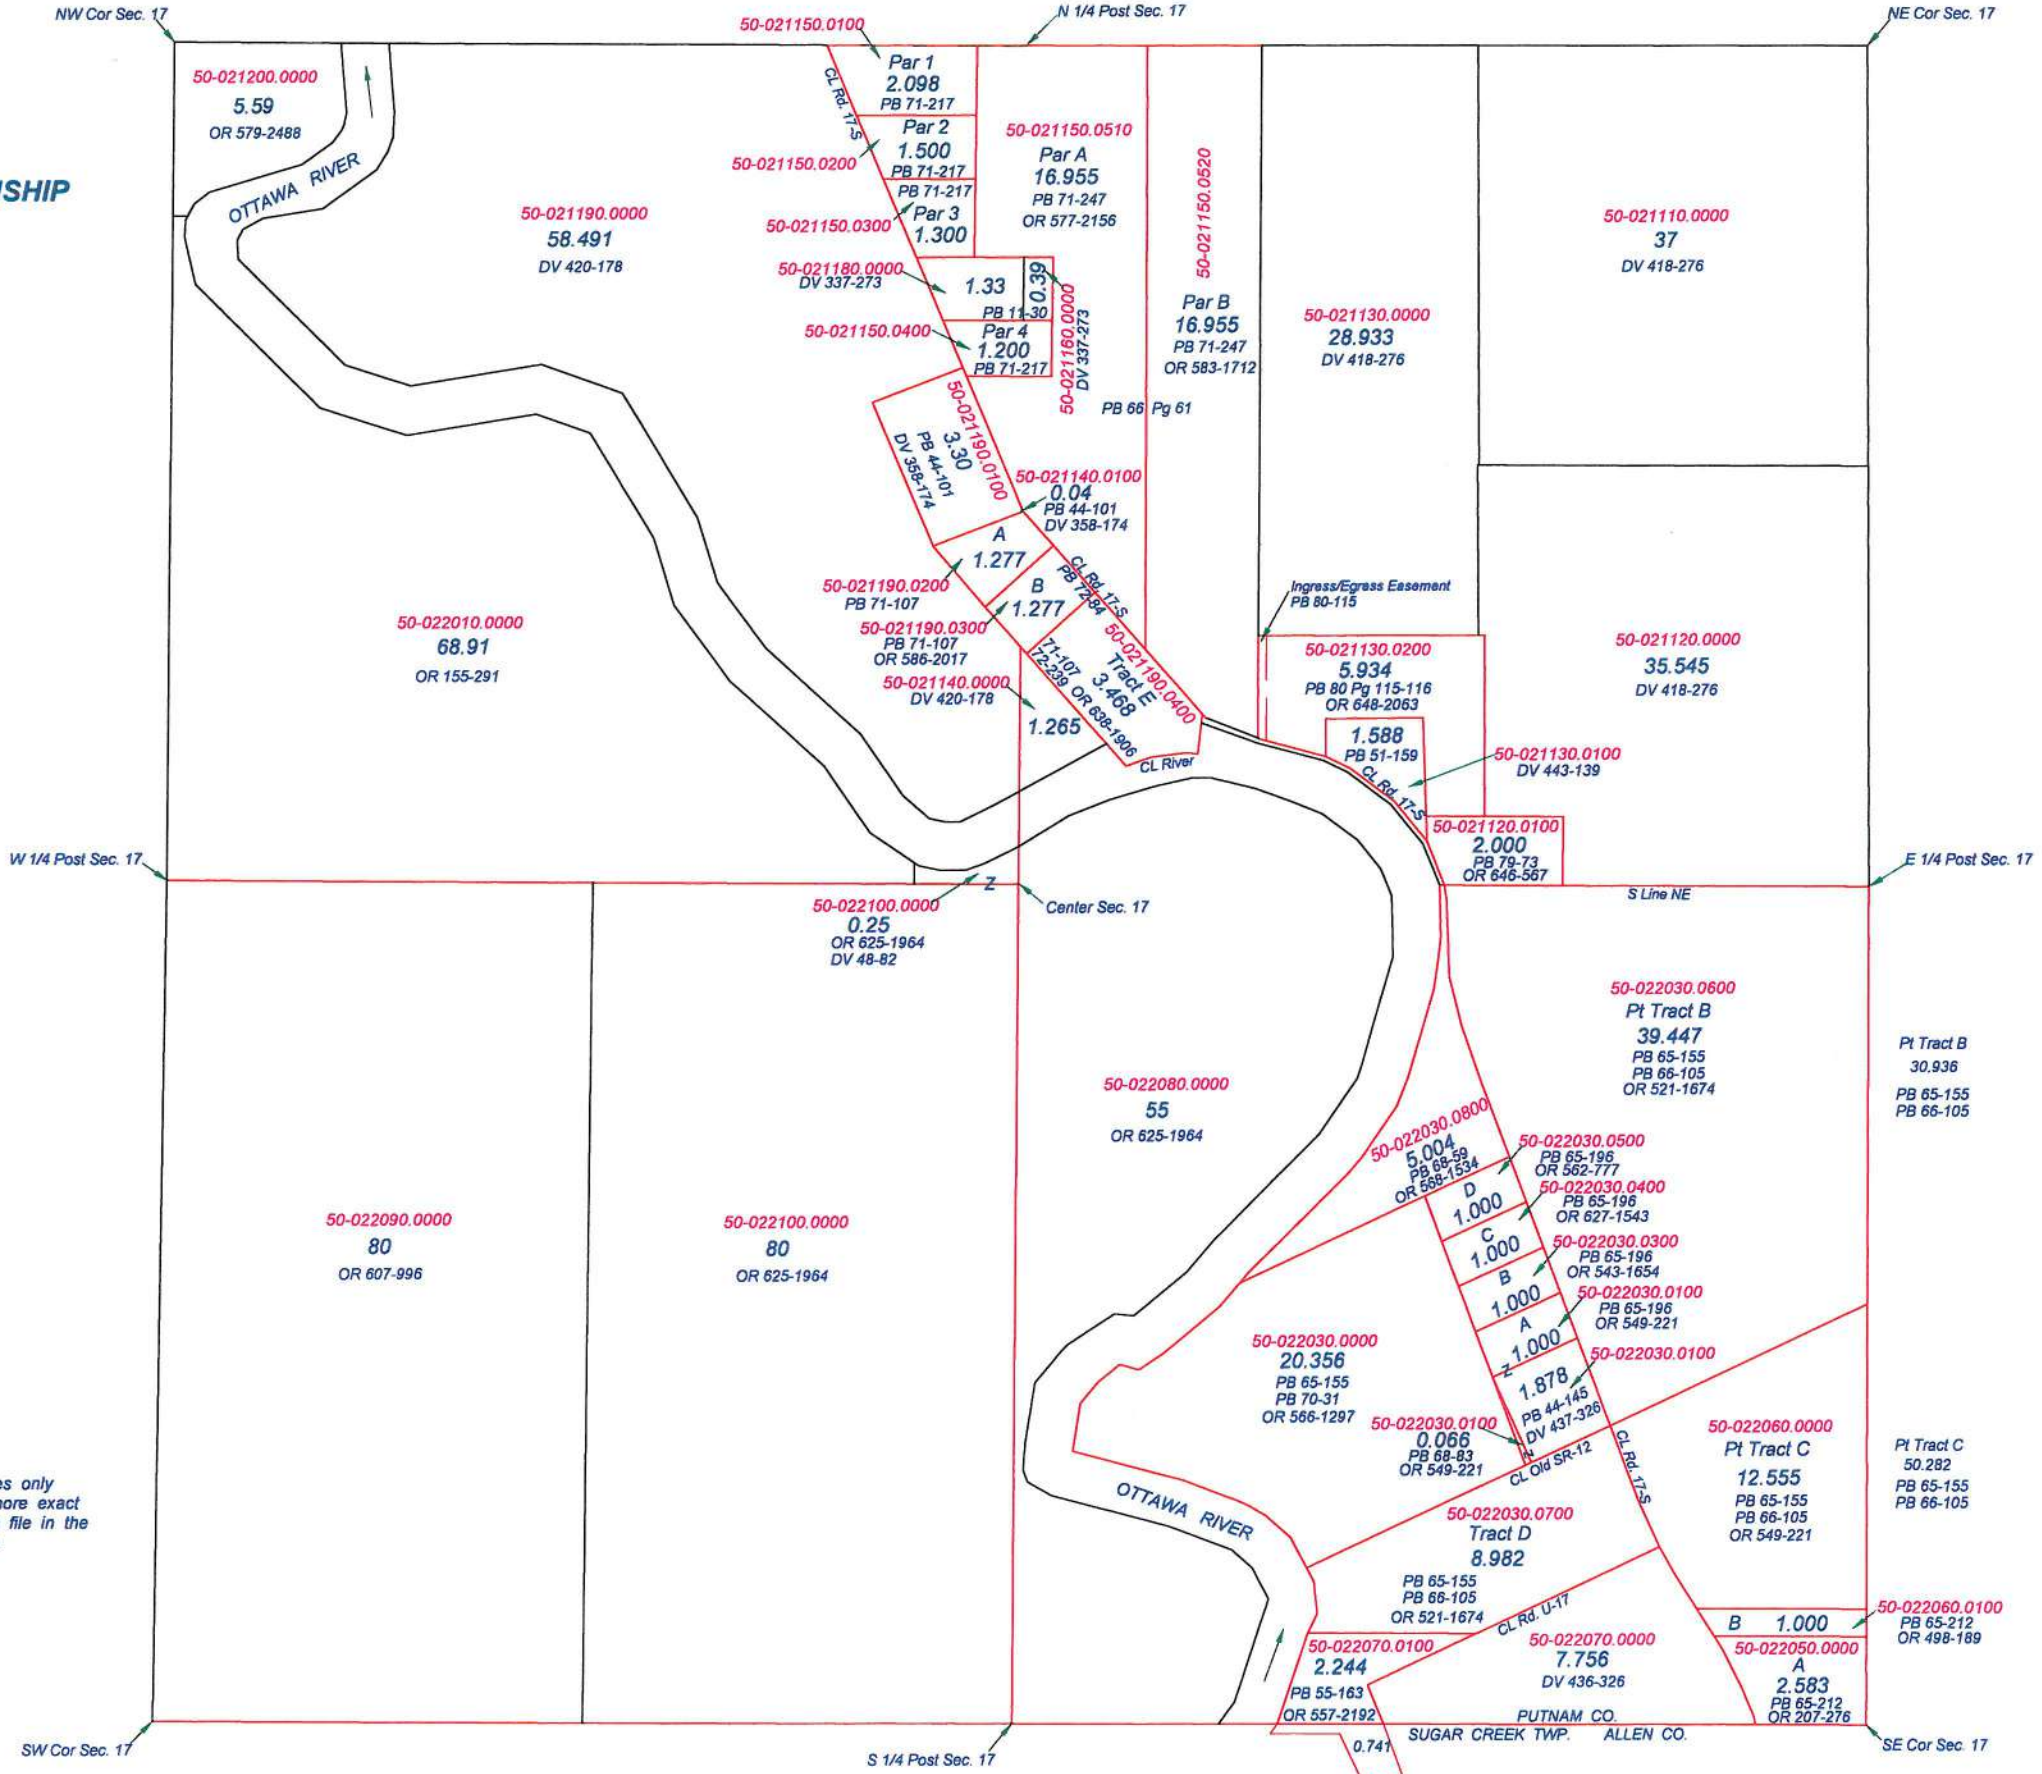 NW Cor Sec. 17
50-021150.0100
N 1/4 Post Sec. 17
NE Cor Sec. 17
50-021200.0000
5.59
OR 579-2488
OTTAWA RIVER
SHIP
50-021190.0000
58.491
DV 420-178
CL Rd. 17-S
Par 1
2.098
PB 71-217
Par 2
1.500
PB 71-217
50-021150.0200
PB 71-217
Par 3
1.300
50-021150.0300
50-021180.0000
DV 337-273
1.33
PB 11-30
0.39
50-021160.0000
DV 337-273
50-021150.0400
Par 4
1.200
PB 71-217
50-021150.0510
Par A
16.955
PB 71-247
OR 577-2156
50-021150.0520
Par B
16.955
PB 71-247
OR 583-1712
PB 66 Pg 61
50-021130.0000
28.933
DV 418-276
50-021110.0000
37
DV 418-276
50-021190.0100
3.30
PB 44-101
DV 358-174
50-021140.0100
0.04
PB 44-101
DV 358-174
A
1.277
50-021190.0200
PB 71-107
B
1.277
50-021190.0300
PB 71-107
OR 586-2017
CL Rd. 17-S
PB 72-84
50-021190.0400
Tract E
3.468
71-107
72-239 OR 638-1906
50-021140.0000
DV 420-178
1.265
CL River
Ingress/Egress Easement
PB 80-115
50-021130.0200
5.934
PB 80 Pg 115-116
OR 648-2063
1.588
PB 51-159
50-021130.0100
DV 443-139
CL Rd. 17-S
50-021120.0000
35.545
DV 418-276
50-021120.0100
2.000
PB 79-73
OR 646-567
50-022010.0000
68.91
OR 155-291
W 1/4 Post Sec. 17
E 1/4 Post Sec. 17
S Line NE
Z
Center Sec. 17
50-022100.0000
0.25
OR 625-1964
DV 48-82
50-022080.0000
55
OR 625-1964
50-022030.0600
Pt Tract B
39.447
PB 65-155
PB 66-105
OR 521-1674
Pt Tract B
30.936
PB 65-155
PB 66-105
50-022030.0800
5.004
PB 68-59
OR 568-1534
50-022030.0500
PB 65-196
OR 562-777
D
1.000
50-022030.0400
PB 65-196
OR 627-1543
C
1.000
50-022030.0300
PB 65-196
OR 543-1654
B
1.000
50-022030.0100
PB 65-196
OR 549-221
A
1.000
Z
50-022030.0100
1.878
PB 44-145
DV 437-326
50-022090.0000
80
OR 607-996
50-022100.0000
80
OR 625-1964
50-022030.0000
20.356
PB 65-155
PB 70-31
OR 566-1297
50-022030.0100
0.066
PB 68-83
OR 549-221
Z
CL Old SR-12
CL Rd. 17-S
50-022060.0000
Pt Tract C
12.555
PB 65-155
PB 66-105
OR 549-221
Pt Tract C
50.282
PB 65-155
PB 66-105
es only
more exact
file in the
OTTAWA RIVER
50-022030.0700
Tract D
8.982
PB 65-155
PB 66-105
OR 521-1674
CL Rd. U-17
B 1.000
50-022060.0100
PB 65-212
OR 498-189
50-022070.0100
2.244
PB 55-163
OR 557-2192
50-022070.0000
7.756
DV 436-326
50-022050.0000
A
2.583
PB 65-212
OR 207-276
PUTNAM CO.
SUGAR CREEK TWP. ALLEN CO.
0.741
SW Cor Sec. 17
S 1/4 Post Sec. 17
SE Cor Sec. 17